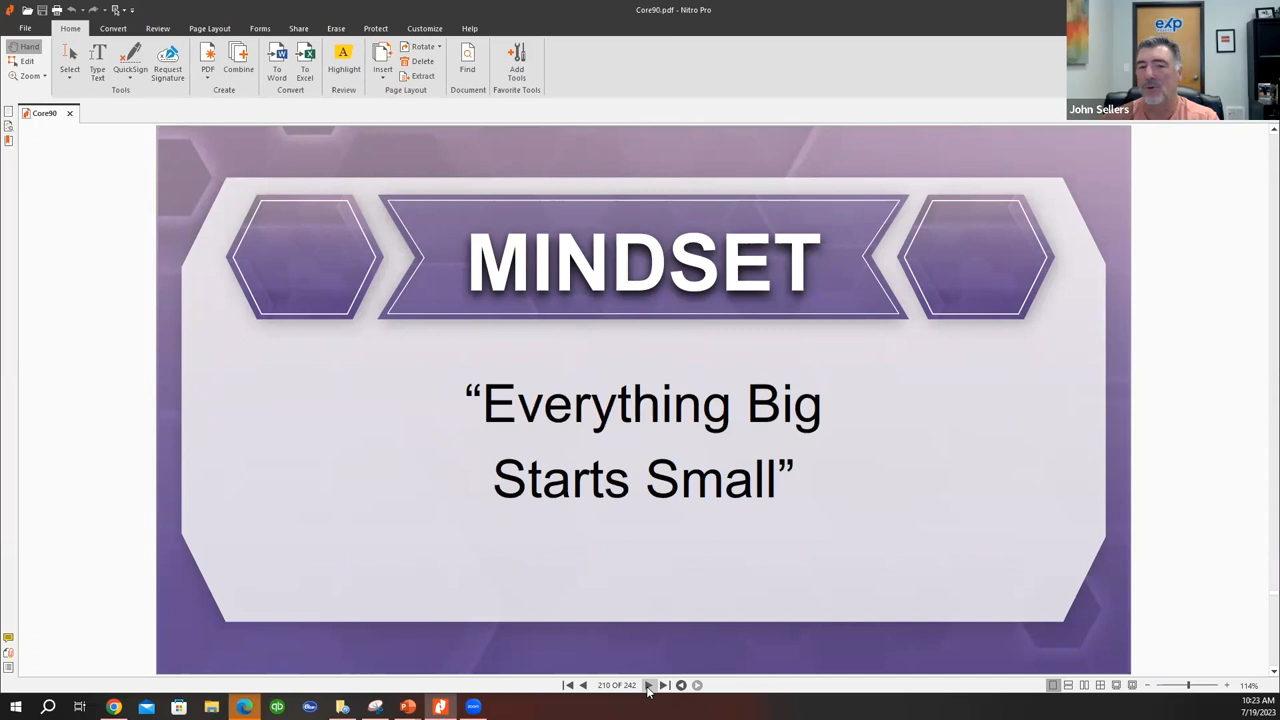 Core90.pdf - Nitro Pro
File Home Convert Review Page Layout Forms Share Erase Protect Customize Help
Hand
Edit
Zoom
Select
Type Text
QuickSign
Request Signature
Tools
PDF
Combine
Create
To Word
To Excel
Convert
Highlight
Review
Insert
Rotate
Delete
Extract
Page Layout
Find
Document
Add Tools
Favorite Tools
Core90
exp
John Sellers
MINDSET
“Everything Big
Starts Small”
210 OF 242
114%
10:23 AM
7/19/2023